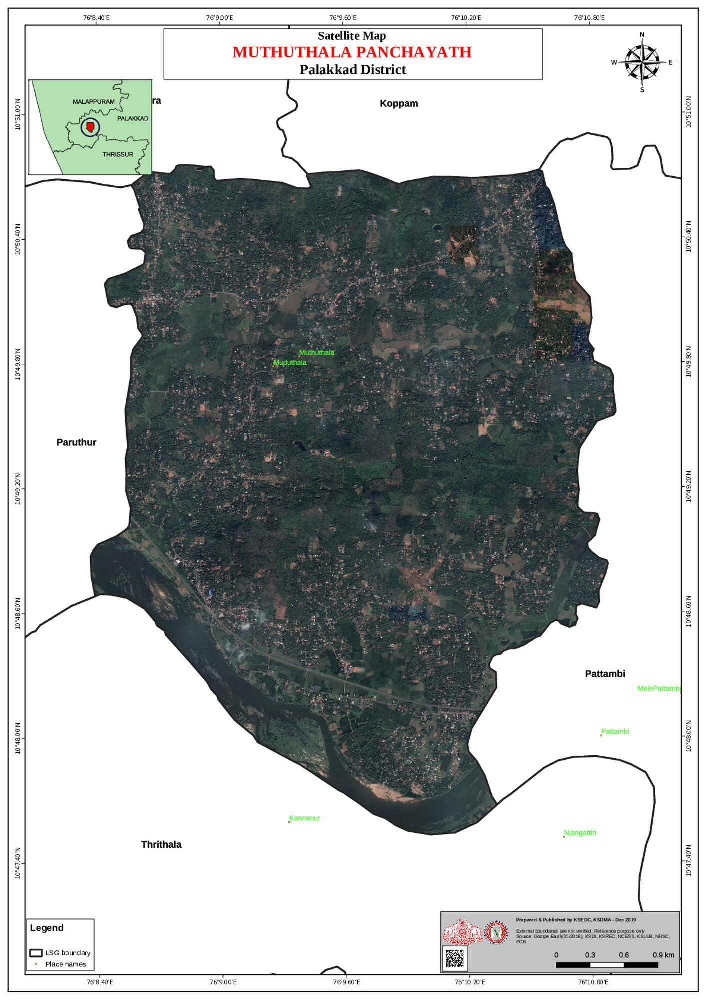 76°8.40'E 76°9.00'E 76°9.60'E 76°10.20'E 76°10.80'E
Satellite Map
MUTHUTHALA PANCHAYATH
Palakkad District
N
W E
S
MALAPPURAM
PALAKKAD
THRISSUR
ra
Koppam
10°51.00'N
10°51.00'N
10°50.40'N
10°50.40'N
Muthuthala
Muduthala
10°49.80'N
10°49.80'N
Paruthur
10°49.20'N
10°49.20'N
10°48.60'N
10°48.60'N
Pattambi
MelePattambi
Pattambi
10°48.00'N
10°48.00'N
Kannanur
Njangattiri
Thrithala
10°47.40'N
10°47.40'N
Legend
LSG boundary
Place names
Prepared & Published by KSEOC, KSDMA - Dec 2019
External boundaries are not verified. Reference purpose only
Source: Google Earth(05/2018), KSDI, KSREC, NCESS, KSLUB, NRSC,
PCB
0 0.3 0.6 0.9 km
76°8.40'E 76°9.00'E 76°9.60'E 76°10.20'E 76°10.80'E